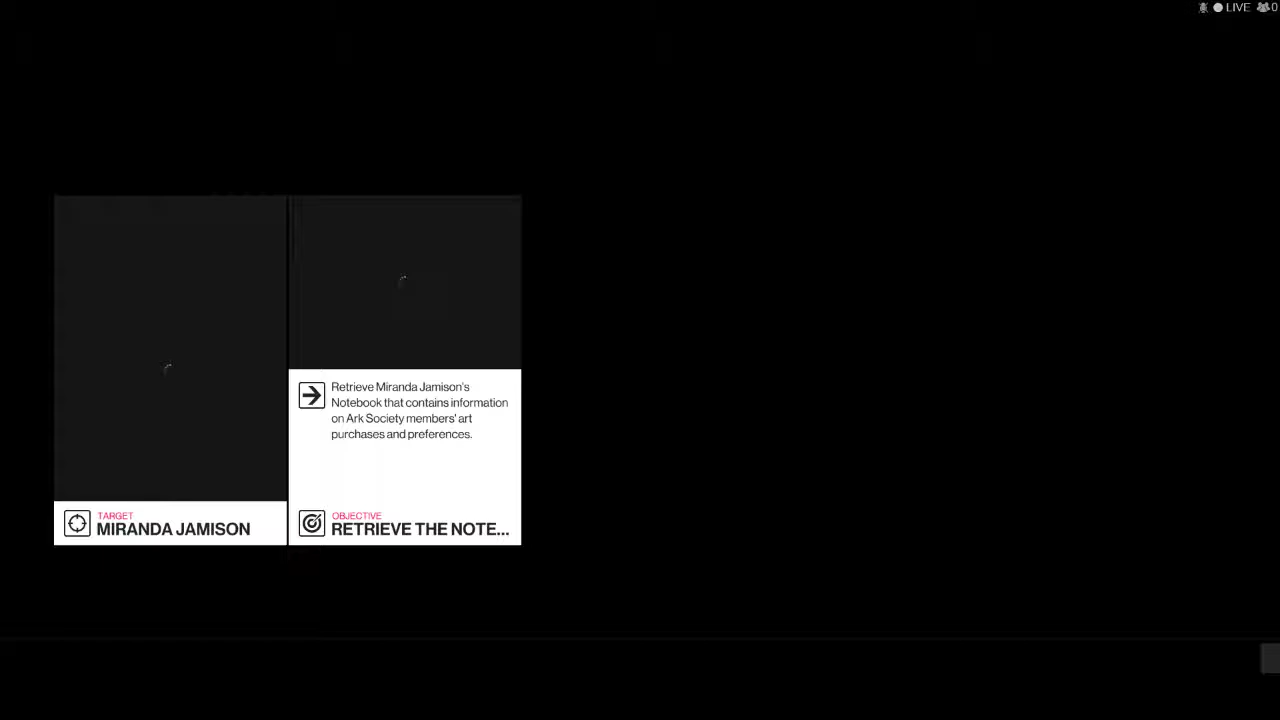 LIVE 0
TARGET
MIRANDA JAMISON
Retrieve Miranda Jamison's
Notebook that contains information
on Ark Society members' art
purchases and preferences.
OBJECTIVE
RETRIEVE THE NOTE...